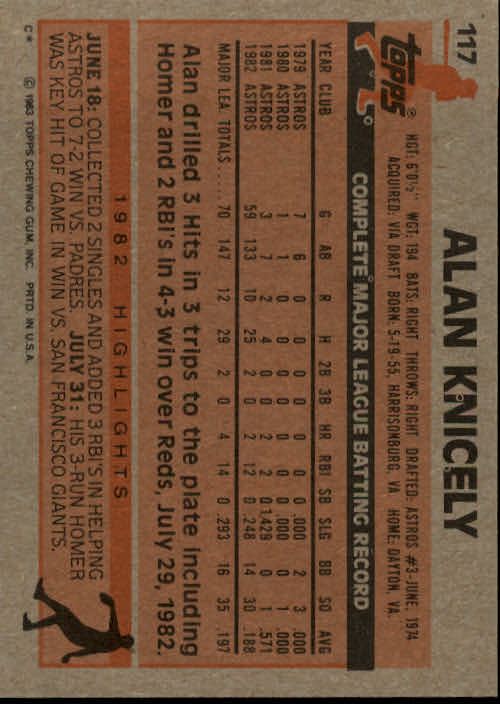 117
topps®
ALAN KNICELY
HGT: 6'0½" WGT: 194 BATS: RIGHT THROWS: RIGHT DRAFTED: ASTROS #3-JUNE, 1974
ACQUIRED: VIA DRAFT BORN: 5-19-55, HARRISONBURG, VA HOME: DAYTON, VA.
COMPLETE MAJOR LEAGUE BATTING RECORD
YEAR CLUB G AB R H 2B 3B HR RBI SB SLG BB SO AVG
1979 ASTROS 7 6 0 0 0 0 0 0 0 .000 2 3 .000
1980 ASTROS 1 1 0 0 0 0 0 0 0 .000 0 1 .000
1981 ASTROS 3 7 2 4 0 0 2 2 0 1.429 0 1 .571
1982 ASTROS 59 133 10 25 2 0 2 12 0 .248 14 30 .188
MAJOR LEA. TOTALS..... 70 147 12 29 2 0 4 14 0 .293 16 35 .197
Alan drilled 3 Hits in 3 trips to the plate including
Homer and 2 RBI's in 4-3 win over Reds, July 29, 1982.
1982 HIGHLIGHTS
JUNE 18: COLLECTED 2 SINGLES AND ADDED 3 RBI'S IN HELPING
ASTROS TO 7-2 WIN VS. PADRES. JULY 31: HIS 3-RUN HOMER
WAS KEY HIT OF GAME IN WIN VS. SAN FRANCISCO GIANTS.
C* © 1983 TOPPS CHEWING GUM, INC. PRTD. IN U.S.A.